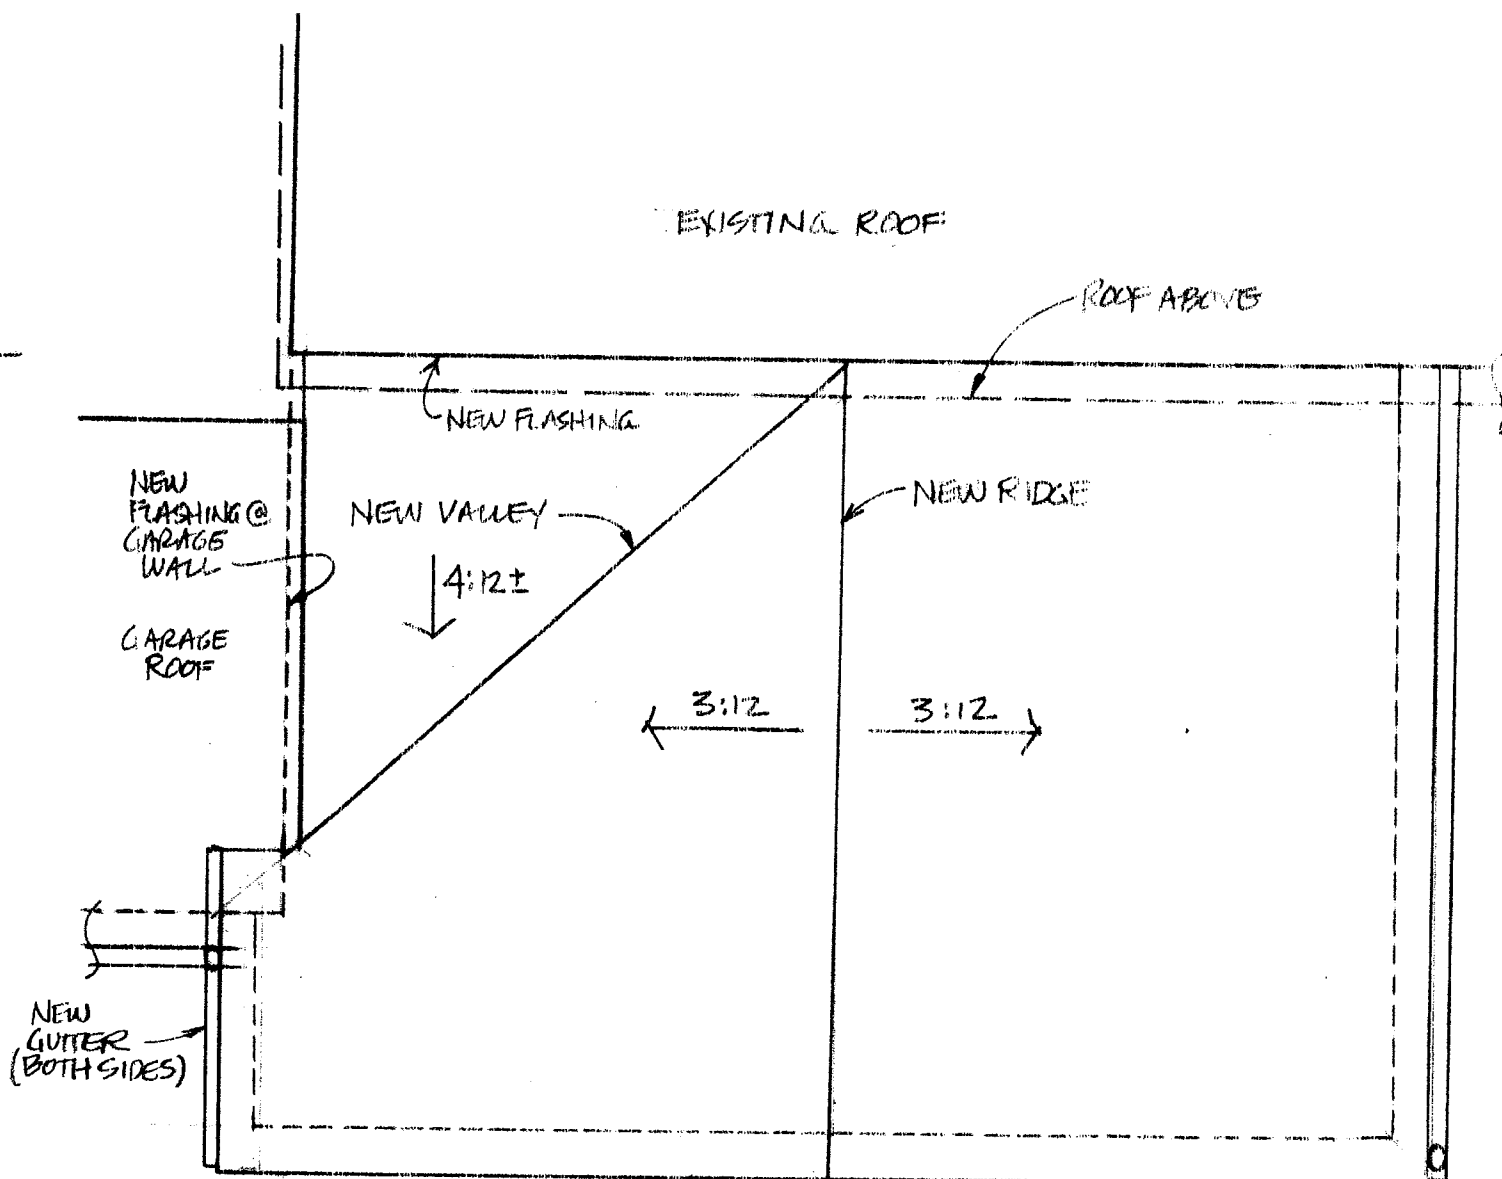 EXISTING ROOF
ROOF ABOVE
NEW FLASHING
NEW
FLASHING @
GARAGE
WALL
NEW VALLEY
NEW RIDGE
4:12±
GARAGE
ROOF
3:12
3:12
NEW
GUTTER
(BOTH SIDES)